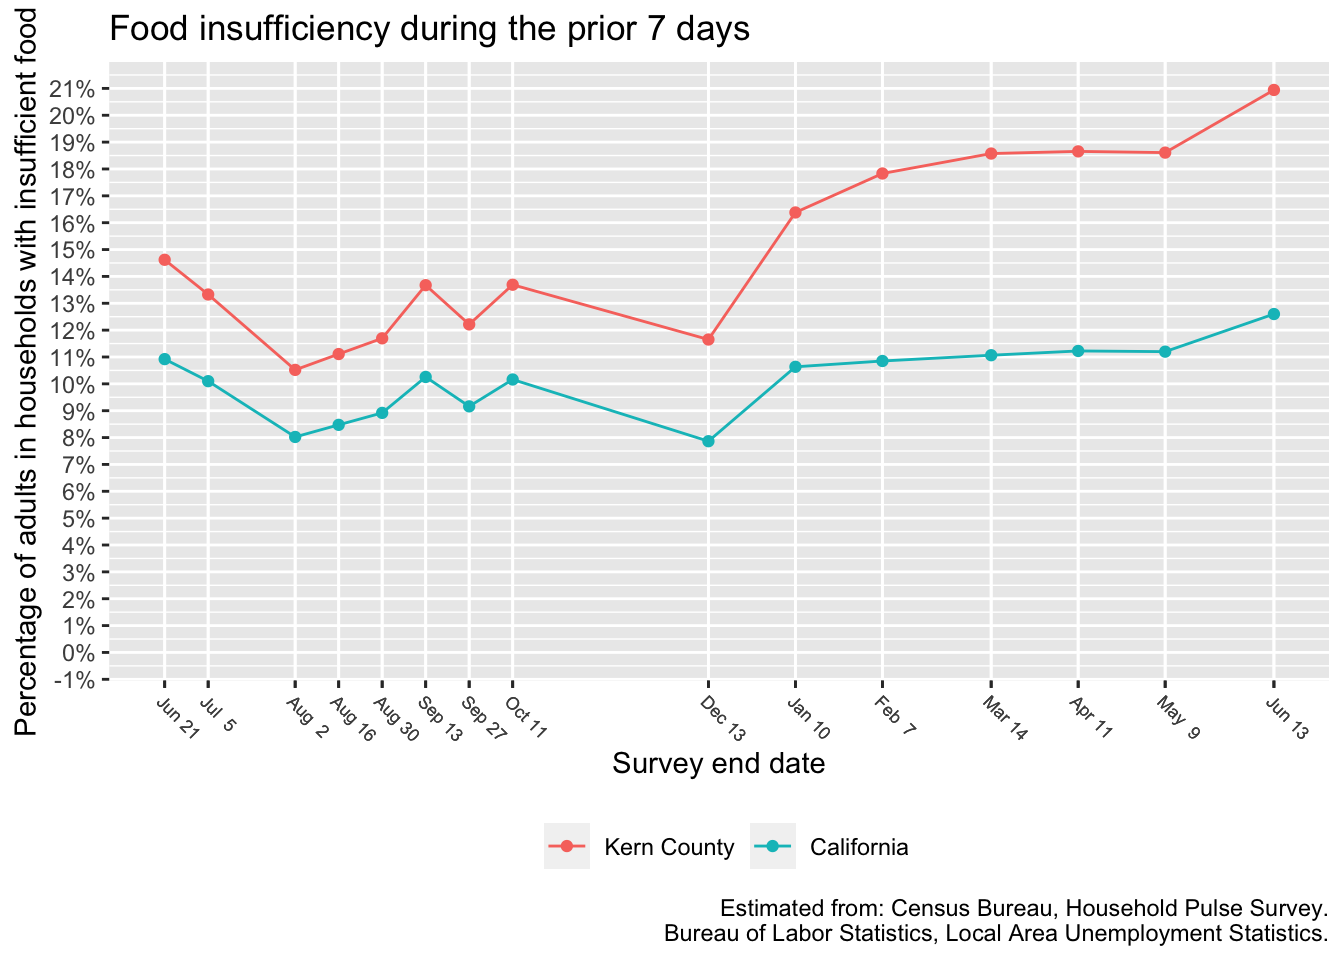 Food insufficiency during the prior 7 days
Percentage of adults in households with insufficient food
21%
20%
19%
18%
17%
16%
15%
14%
13%
12%
11%
10%
9%
8%
7%
6%
5%
4%
3%
2%
1%
0%
-1%
Jun 21
Jul 5
Aug 2
Aug 16
Aug 30
Sep 13
Sep 27
Oct 11
Dec 13
Jan 10
Feb 7
Mar 14
Apr 11
May 9
Jun 13
Survey end date
Kern County
California
Estimated from: Census Bureau, Household Pulse Survey.
Bureau of Labor Statistics, Local Area Unemployment Statistics.